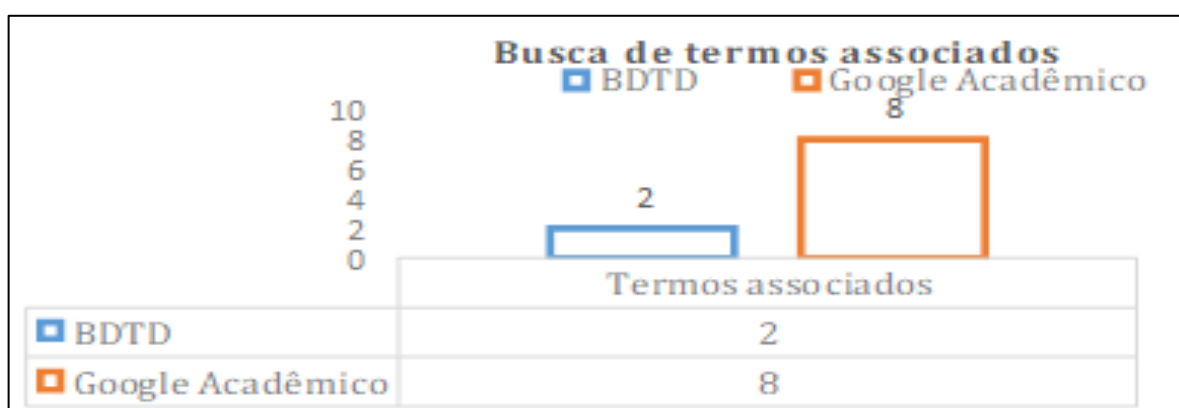 Busca de termos associados
BDTD Google Acadêmico
10
8
6
4
2
0
2
8
Termos associados
BDTD 2
Google Acadêmico 8